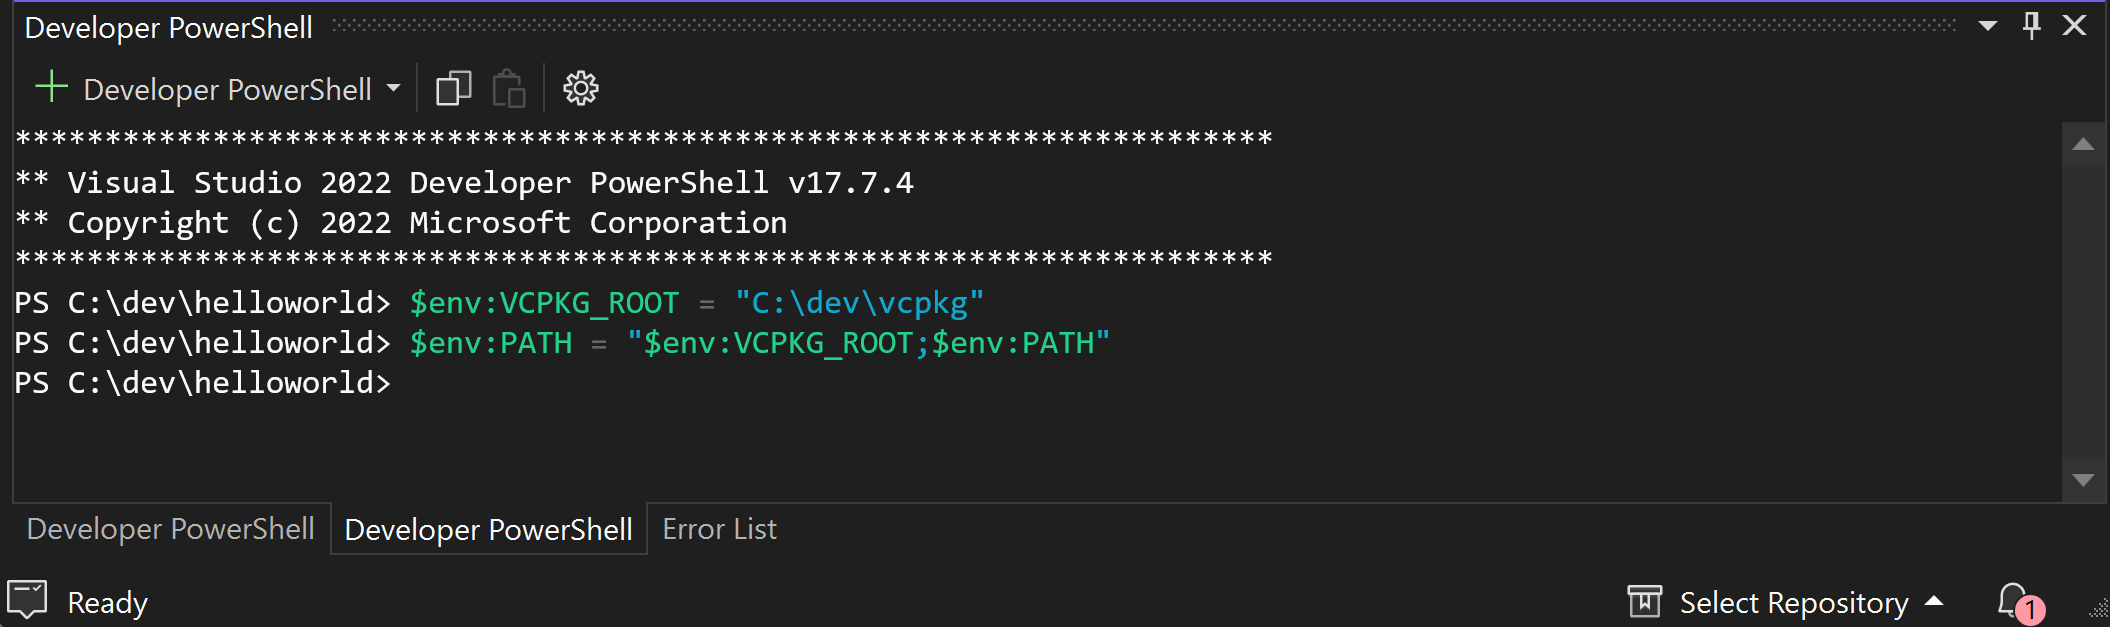 Developer PowerShell
Developer PowerShell
**********************************************************************
** Visual Studio 2022 Developer PowerShell v17.7.4
** Copyright (c) 2022 Microsoft Corporation
**********************************************************************
PS C:\dev\helloworld> $env:VCPKG_ROOT = "C:\dev\vcpkg"
PS C:\dev\helloworld> $env:PATH = "$env:VCPKG_ROOT;$env:PATH"
PS C:\dev\helloworld>
Developer PowerShell Developer PowerShell Error List
Ready Select Repository 1